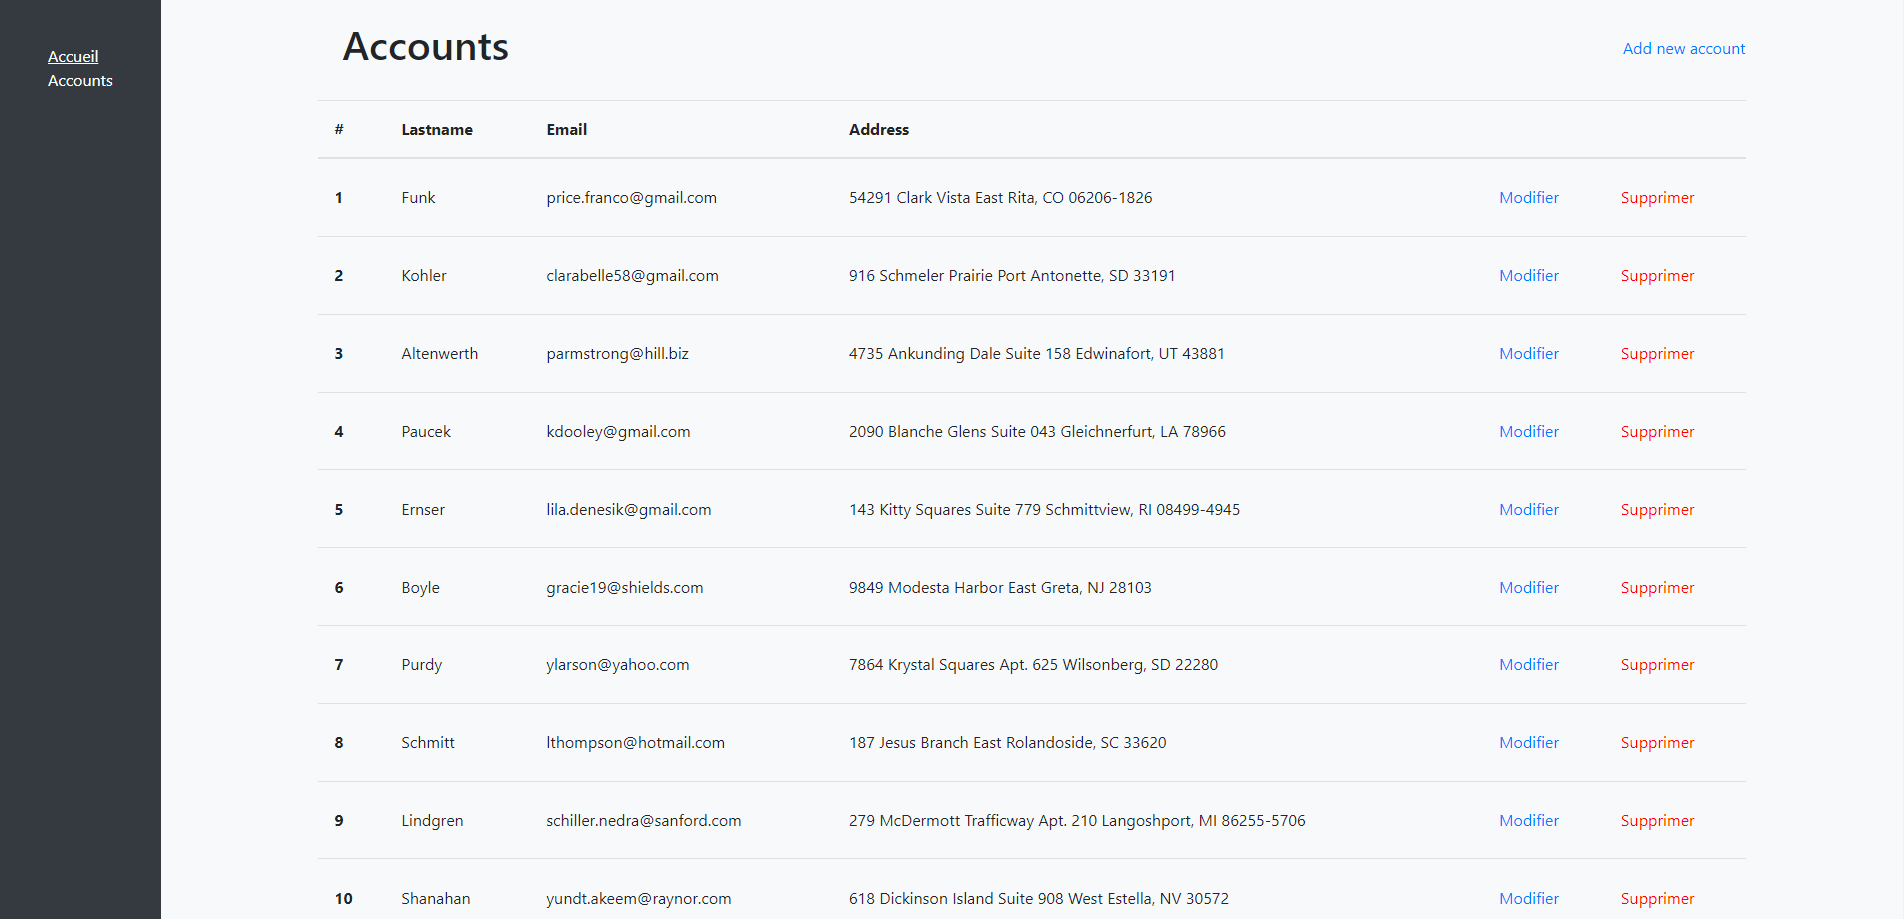 Accueil
Accounts
Accounts
Add new account
# Lastname Email Address
1 Funk price.franco@gmail.com 54291 Clark Vista East Rita, CO 06206-1826 Modifier Supprimer
2 Kohler clarabelle58@gmail.com 916 Schmeler Prairie Port Antonette, SD 33191 Modifier Supprimer
3 Altenwerth parmstrong@hill.biz 4735 Ankunding Dale Suite 158 Edwinafort, UT 43881 Modifier Supprimer
4 Paucek kdooley@gmail.com 2090 Blanche Glens Suite 043 Gleichnerfurt, LA 78966 Modifier Supprimer
5 Ernser lila.denesik@gmail.com 143 Kitty Squares Suite 779 Schmittview, RI 08499-4945 Modifier Supprimer
6 Boyle gracie19@shields.com 9849 Modesta Harbor East Greta, NJ 28103 Modifier Supprimer
7 Purdy ylarson@yahoo.com 7864 Krystal Squares Apt. 625 Wilsonberg, SD 22280 Modifier Supprimer
8 Schmitt lthompson@hotmail.com 187 Jesus Branch East Rolandoside, SC 33620 Modifier Supprimer
9 Lindgren schiller.nedra@sanford.com 279 McDermott Trafficway Apt. 210 Langoshport, MI 86255-5706 Modifier Supprimer
10 Shanahan yundt.akeem@raynor.com 618 Dickinson Island Suite 908 West Estella, NV 30572 Modifier Supprimer